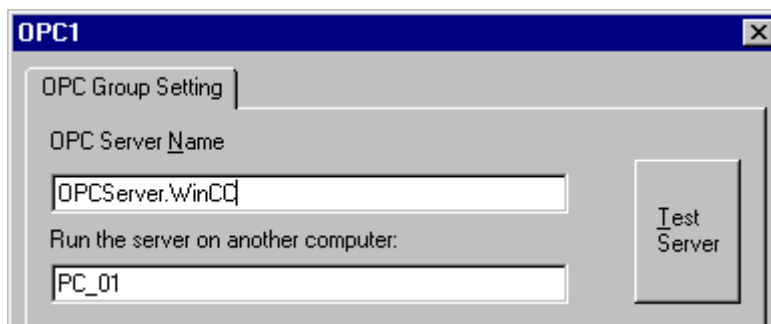 OPC1
OPC Group Setting
OPC Server Name
OPCServer.WinCC
Run the server on another computer:
PC_01
Test
Server